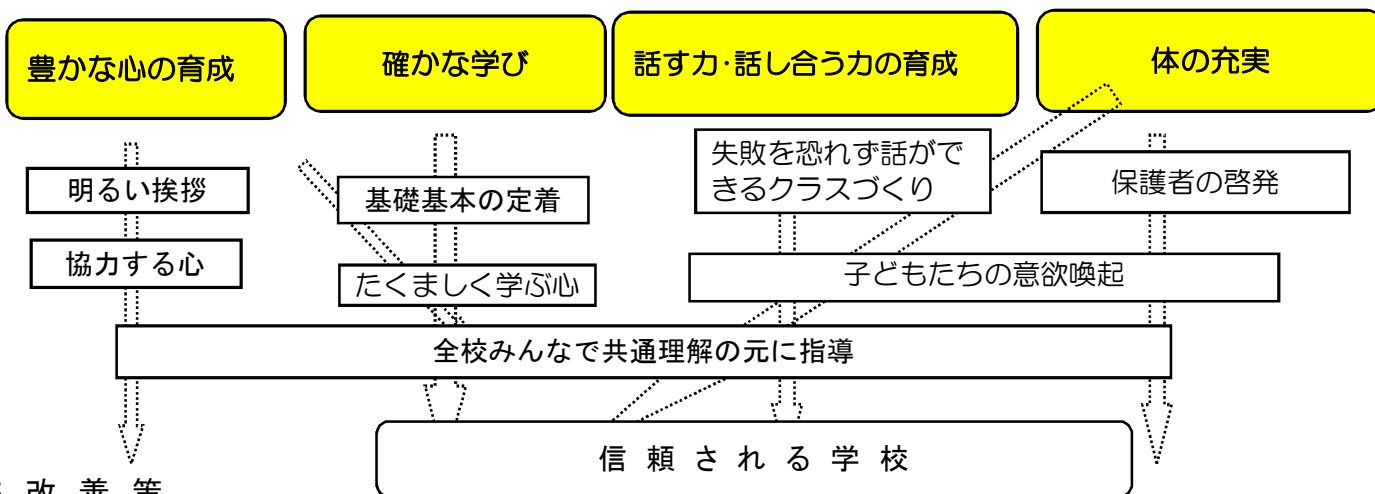 豊かな心の育成
確かな学び
話す力・話し合う力の育成
体の充実
明るい挨拶
協力する心
基礎基本の定着
たくましく学ぶ心
失敗を恐れず話がで
きるクラスづくり
保護者の啓発
子どもたちの意欲喚起
全校みんなで共通理解の元に指導
信頼される学校
改善等